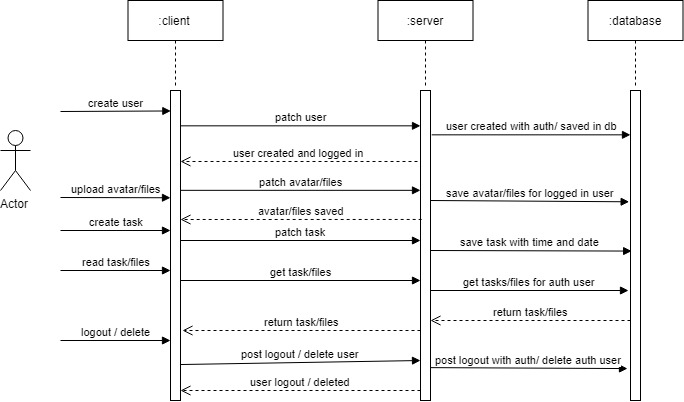 :client
:server
:database
create user
patch user
user created with auth/ saved in db
user created and logged in
upload avatar/files
patch avatar/files
save avatar/files for logged in user
Actor
avatar/files saved
create task
patch task
save task with time and date
read task/files
get task/files
get tasks/files for auth user
return task/files
return task/files
logout / delete
post logout / delete user
post logout with auth/ delete auth user
user logout / deleted